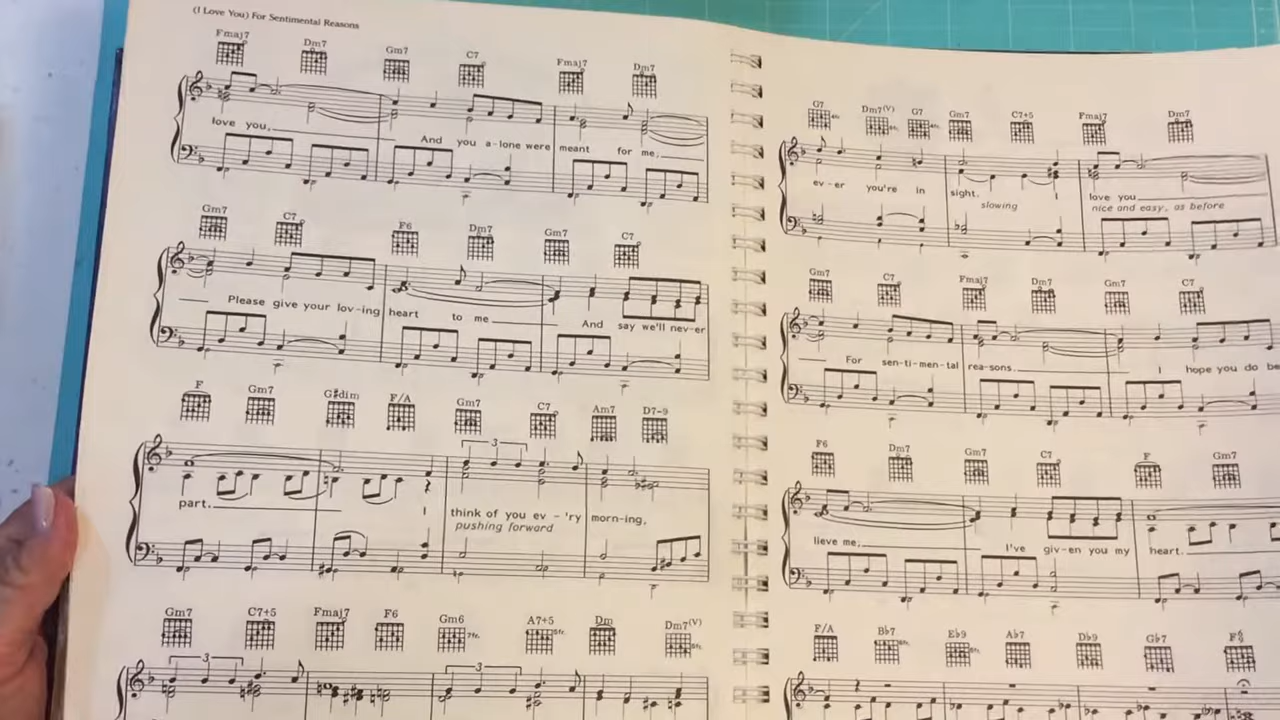 (I Love You) For Sentimental Reasons
Fmaj7 Dm7 Gm7 C7 Fmaj7 Dm7
love you, And you a-lone were meant for me,
Gm7 C7 F6 Dm7 Gm7 C7
Please give your lov-ing heart to me And say we'll nev-er
F Gm7 G♯dim F/A Gm7 C7 Am7 D7-9
3
part. I think of you ev-'ry morn-ing,
pushing forward
Gm7 C7+5 Fmaj7 F6 Gm6 7fr. A7+5 5fr. Dm Dm7(V) 5fr.
3 3
G7 Dm7(V) G7 Gm7 C7+5 Fmaj7 Dm7
ev-er you're in sight. I love you
slowing nice and easy, as before
Gm7 C7 Fmaj7 Dm7 Gm7 C7
For sen-ti-men-tal rea-sons. I hope you do be
F6 Dm7 Gm7 C7 F Gm7
lieve me; I've giv-en you my heart.
F/A B♭7 E♭9 A♭7 D♭9 G♭7